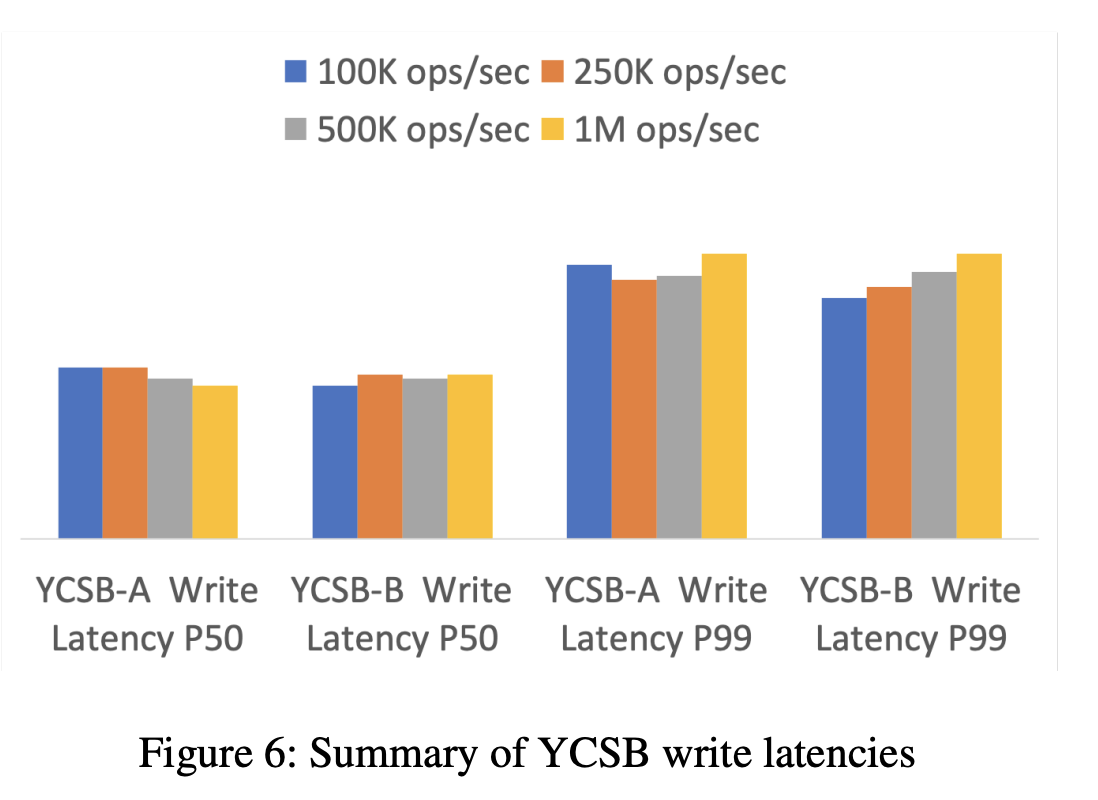 100K ops/sec 250K ops/sec
500K ops/sec 1M ops/sec
YCSB-A Write Latency P50
YCSB-B Write Latency P50
YCSB-A Write Latency P99
YCSB-B Write Latency P99
Figure 6: Summary of YCSB write latencies